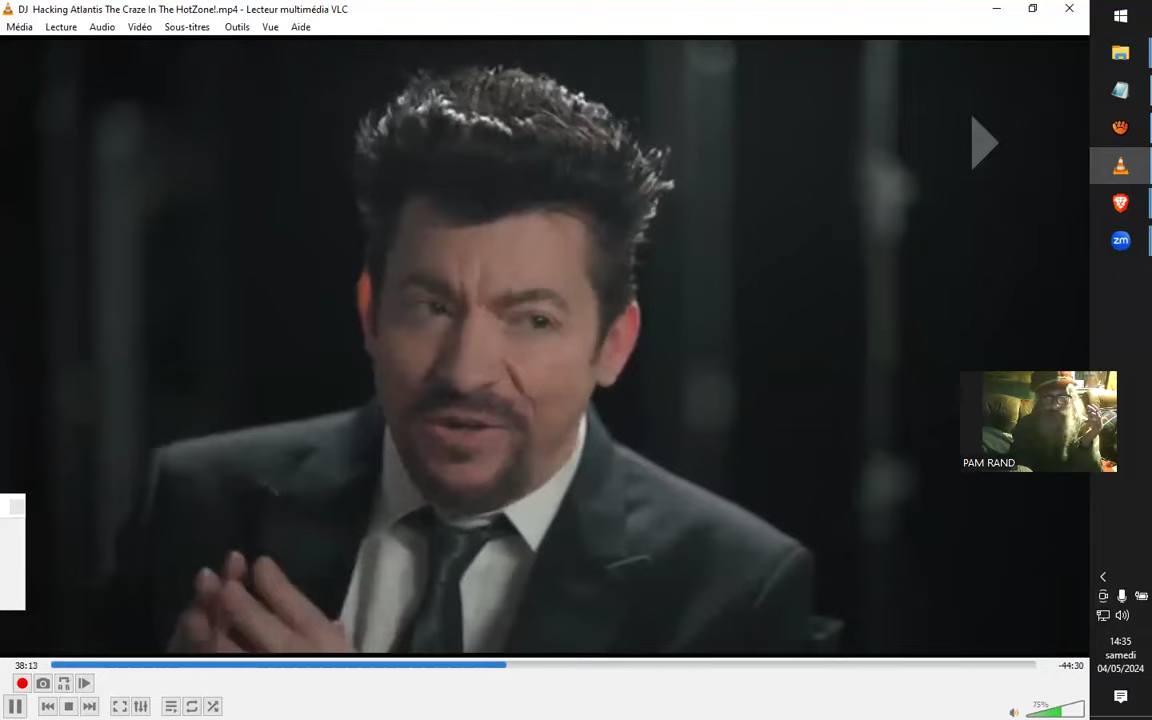 DJ  Hacking Atlantis The Craze In The HotZone!.mp4 - Lecteur multimédia VLC
Média Lecture Audio Vidéo Sous-titres Outils Vue Aide
zm
PAM RAND
14:35
samedi
04/05/2024
38:13
-44:30
75%